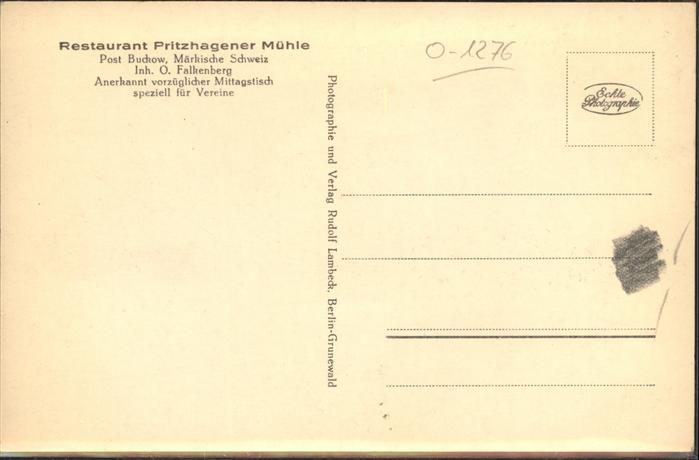 Restaurant Pritzhagener Mühle
Post Buckow, Märkische Schweiz
Inh. O. Falkenberg
Anerkannt vorzüglicher Mittagstisch
speziell für Vereine
O-1276
Echte
Photographie
Photographie und Verlag Rudolf Lambeck, Berlin-Grunewald